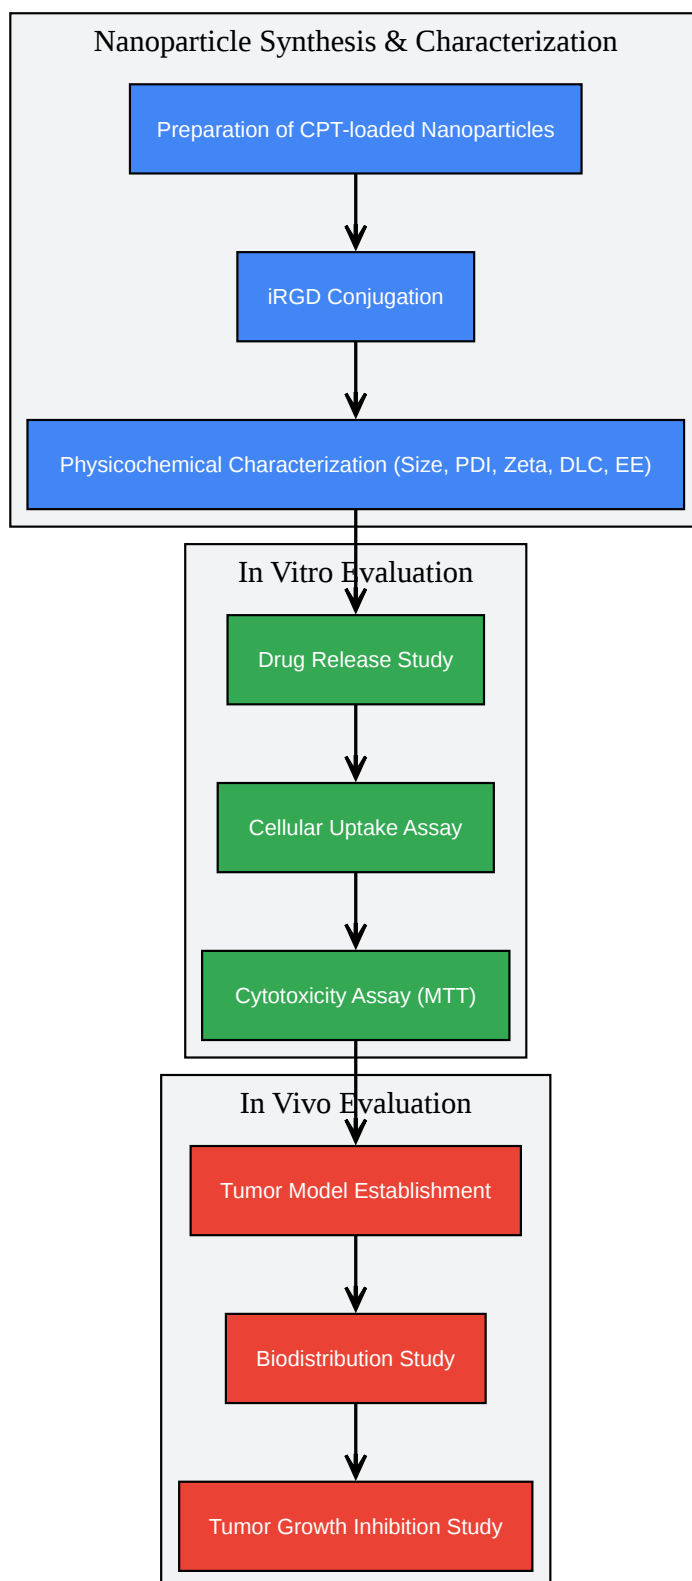 Nanoparticle Synthesis & Characterization
Preparation of CPT-loaded Nanoparticles
iRGD Conjugation
Physicochemical Characterization (Size, PDI, Zeta, DLC, EE)
In Vitro Evaluation
Drug Release Study
Cellular Uptake Assay
Cytotoxicity Assay (MTT)
In Vivo Evaluation
Tumor Model Establishment
Biodistribution Study
Tumor Growth Inhibition Study